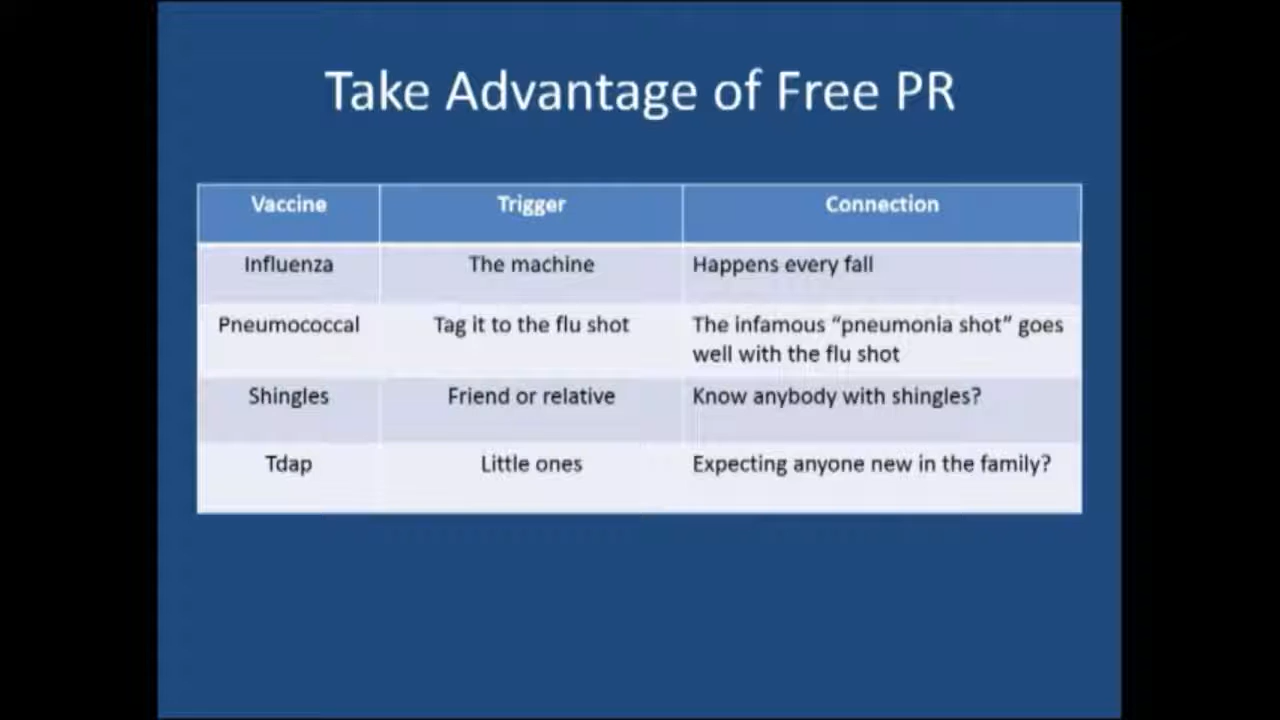 Take Advantage of Free PR
Vaccine Trigger Connection
Influenza The machine Happens every fall
Pneumococcal Tag it to the flu shot The infamous “pneumonia shot” goes
well with the flu shot
Shingles Friend or relative Know anybody with shingles?
Tdap Little ones Expecting anyone new in the family?